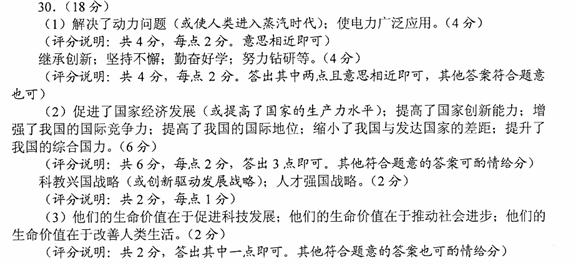 30.（18 分）
（1）解决了动力问题（或使人类进入蒸汽时代）；使电力广泛应用。（4 分）
（评分说明：共 4 分，每点 2 分。意思相近即可）
继承创新；坚持不懈；勤奋好学；努力钻研等。（4 分）
（评分说明：共 4 分，每点 2 分。答出其中两点且意思相近即可，其他答案符合题意
也可）
（2）促进了国家经济发展（或提高了国家的生产力水平）；提高了国家创新能力；增
强了我国的国际竞争力；提高了我国的国际地位；缩小了我国与发达国家的差距；提升了
我国的综合国力。（6 分）
（评分说明：共 6 分，每点 2 分，答出 3 点即可。其他符合题意的答案可酌情给分）
科教兴国战略（或创新驱动发展战略）；人才强国战略。（2 分）
（评分说明：共 2 分，每点 1 分）
（3）他们的生命价值在于促进科技发展；他们的生命价值在于推动社会进步；他们的
生命价值在于改善人类生活。（2 分）
（评分说明：共 2 分，答出其中一点即可。其他符合题意的答案也可酌情给分）